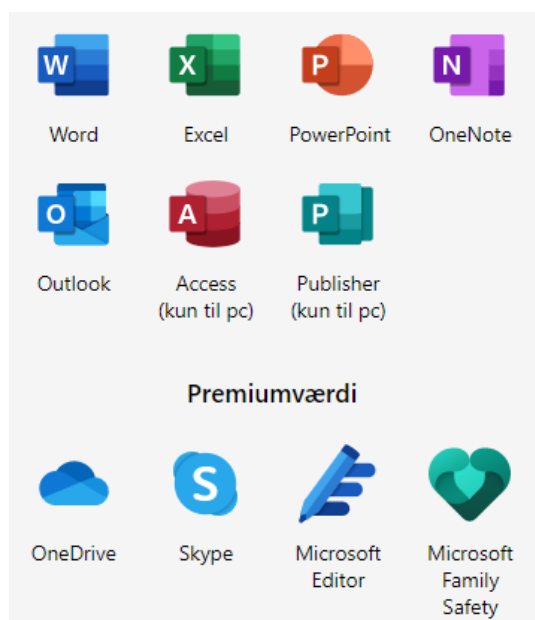 W X P N
Word Excel PowerPoint OneNote
O A P
Outlook Access Publisher
(kun til pc) (kun til pc)
Premiumværdi
S
OneDrive Skype Microsoft Microsoft
Editor Family
Safety